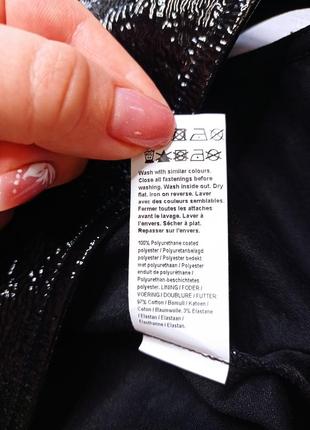 Wash with similar colours.
Close all fastenings before
washing. Wash inside out. Dry
flat. Iron on reverse. Laver
avec des couleurs semblables.
Fermer toutes les attaches
avant le lavage. Laver à
l'envers. Sécher à plat.
Repasser sur l'envers.
100% Polyurethane coated
polyester / Polyuretanbelagd
polyester / Polyester bedekt
met polyurethaan / Polyester
enduit de polyuréthane /
Polyurethan-beschichtetes
polyester. LINING / FODER /
VOERING / DOUBLURE / FUTTER:
97% Cotton / Bomull / Katoen /
Coton / Baumwolle. 3% Elastane
/ Elastan / Elastaan /
Élasthanne / Elastan.